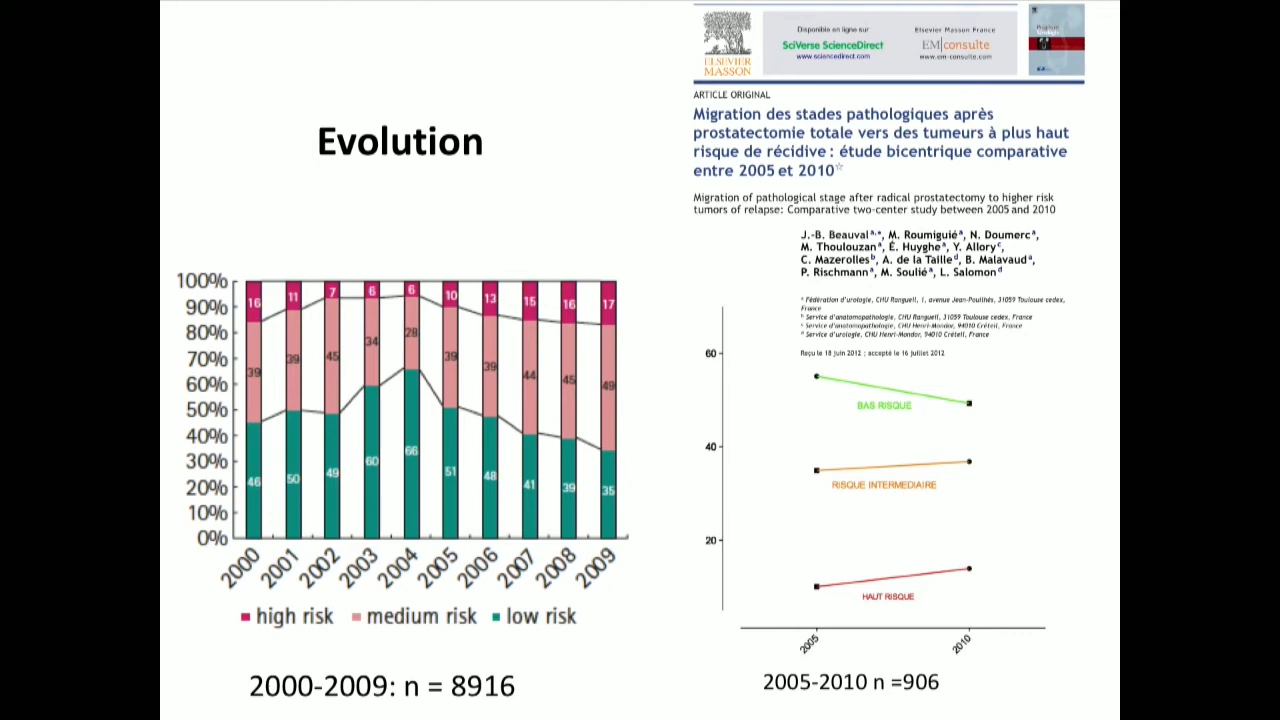 Evolution
100%
90%
80%
70%
60%
50%
40%
30%
20%
10%
0%
16 11 7 6 6 10 13 15 16 17
39 39 45 34 28 39 39 44 45 49
46 50 49 60 66 51 48 41 39 35
2000 2001 2002 2003 2004 2005 2006 2007 2008 2009
high risk medium risk low risk
2000-2009: n = 8916
ELSEVIER
MASSON
Disponible en ligne sur
SciVerse ScienceDirect
www.sciencedirect.com
Elsevier Masson France
EM|consulte
www.em-consulte.com
ARTICLE ORIGINAL
Migration des stades pathologiques après
prostatectomie totale vers des tumeurs à plus haut
risque de récidive : étude bicentrique comparative
entre 2005 et 2010☆
Migration of pathological stage after radical prostatectomy to higher risk
tumors of relapse: Comparative two-center study between 2005 and 2010
J.-B. Beauval a,*, M. Roumiguié a, N. Doumerc a,
M. Thoulouzan a, É. Huyghe a, Y. Allory c,
C. Mazerolles b, A. de la Taille d, B. Malavaud a,
P. Rischmann a, M. Soulié a, L. Salomon d
a Fédération d'urologie, CHU Rangueil, 1, avenue Jean-Poulhès, 31059 Toulouse cedex,
France
b Service d'anatomopathologie, CHU Rangueil, 31059 Toulouse cedex, France
c Service d'anatomopathologie, CHU Henri-Mondor, 94010 Créteil, France
d Service d'urologie, CHU Henri-Mondor, 94010 Créteil, France
Reçu le 18 juin 2012 ; accepté le 16 juillet 2012
60
40
20
BAS RISQUE
RISQUE INTERMEDIAIRE
HAUT RISQUE
2005 2010
2005-2010 n =906